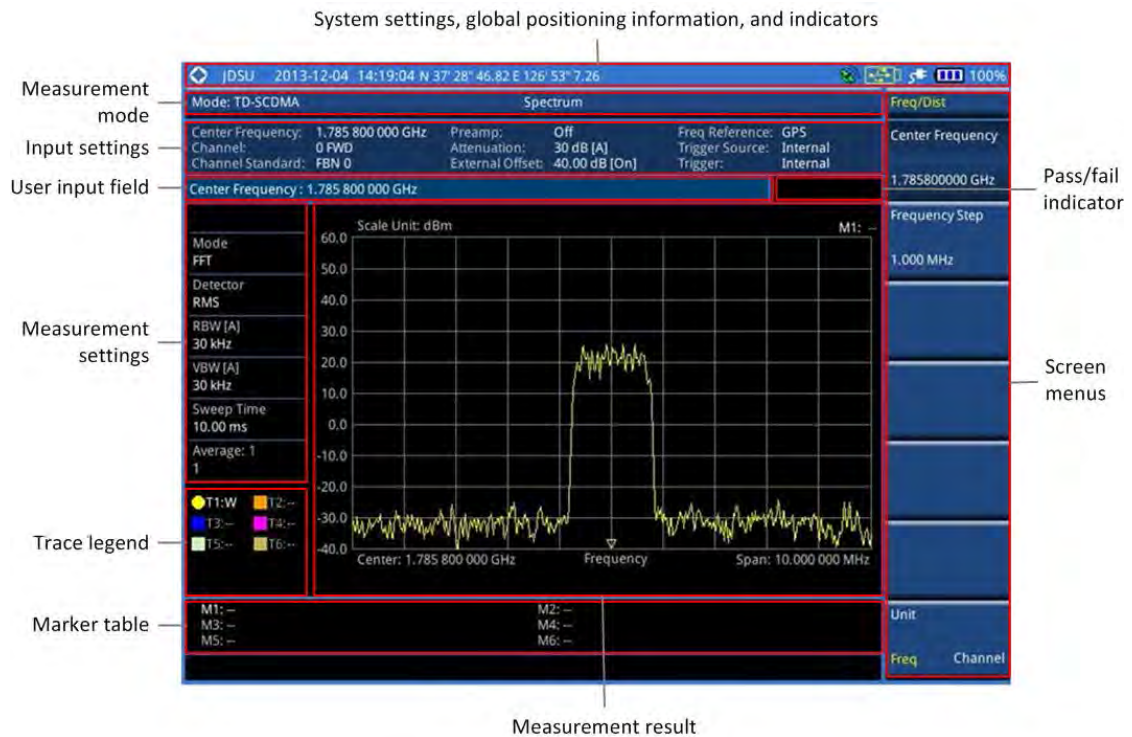 System settings, global positioning information, and indicators
JDSU 2013-12-04 14:19:04 N 37' 28" 46.82 E 126' 53" 7.26 100%
Measurement mode
Mode: TD-SCDMA Spectrum
Freq/Dist
Input settings
Center Frequency: 1.785 800 000 GHz Preamp: Off Freq Reference: GPS
Channel: 0 FWD Attenuation: 30 dB [A] Trigger Source: Internal
Channel Standard: FBN 0 External Offset: 40.00 dB [On] Trigger: Internal
Center Frequency
1.785800000 GHz
User input field
Center Frequency : 1.785 800 000 GHz
Pass/fail indicator
Frequency Step
1.000 MHz
Measurement settings
Mode
FFT
Detector
RMS
RBW [A]
30 kHz
VBW [A]
30 kHz
Sweep Time
10.00 ms
Average: 1
1
Scale Unit: dBm M1: --
60.0
50.0
40.0
30.0
20.0
10.0
0.0
-10.0
-20.0
-30.0
-40.0
Center: 1.785 800 000 GHz Frequency Span: 10.000 000 MHz
Screen menus
Trace legend
T1:W T2:--
T3:-- T4:--
T5:-- T6:--
Marker table
M1: -- M2: --
M3: -- M4: --
M5: -- M6: --
Unit
Freq Channel
Measurement result